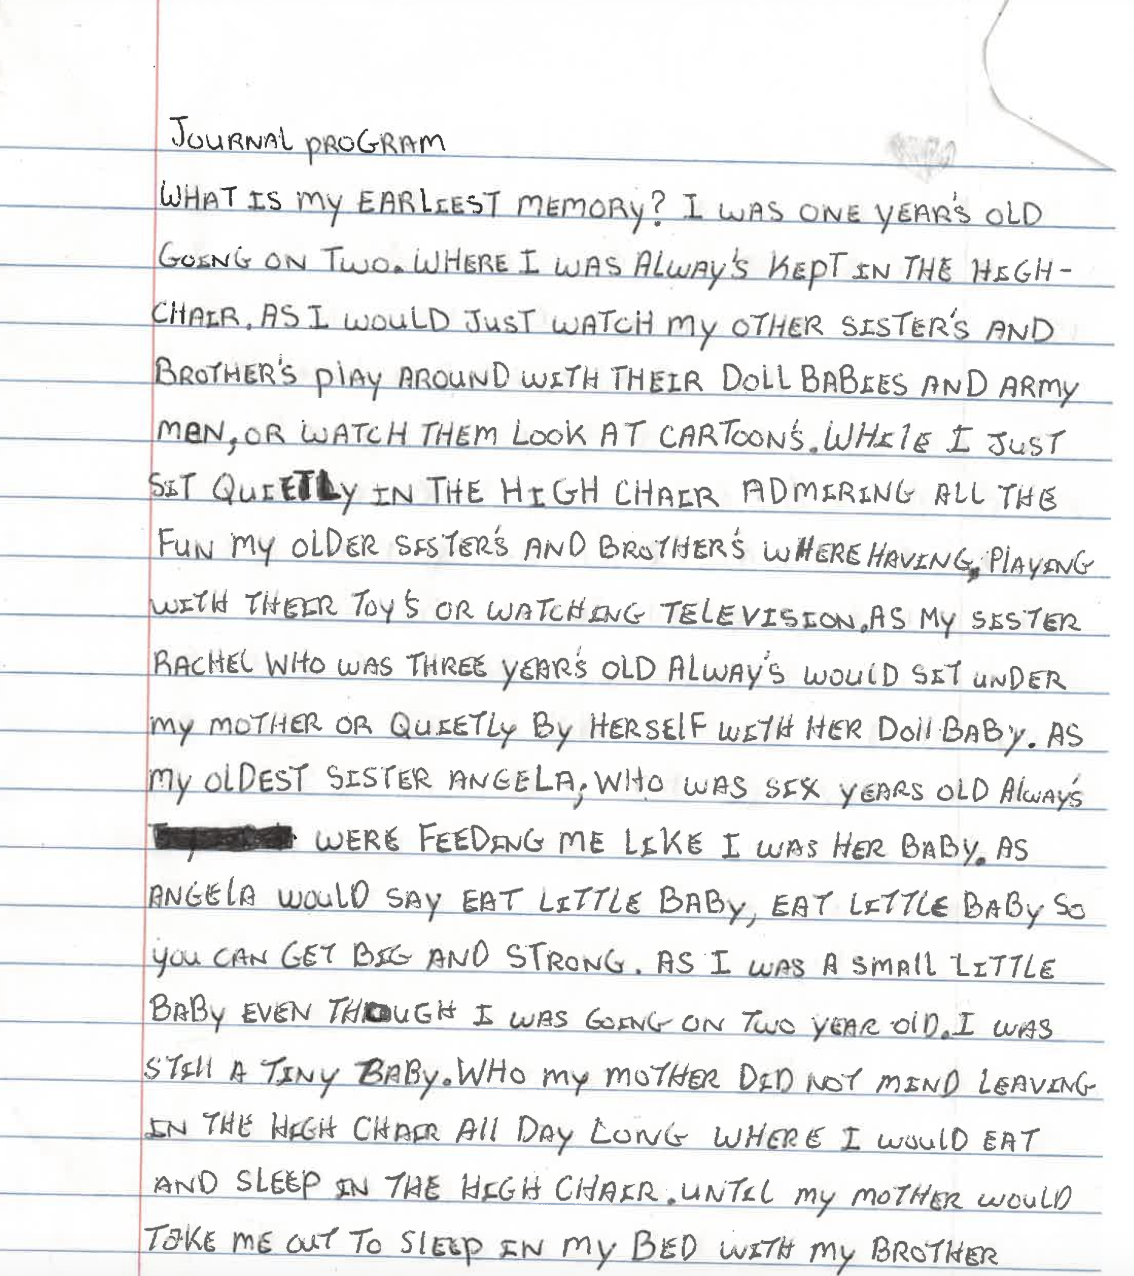 JOURNAL PROGRAM
WHAT IS MY EARLIEST MEMORY? I WAS ONE YEAR'S OLD
GOING ON TWO. WHERE I WAS ALWAY'S KEPT IN THE HIGH-
CHAIR. AS I WOULD JUST WATCH MY OTHER SISTER'S AND
BROTHER'S PLAY AROUND WITH THEIR DOLL BABIES AND ARMY
MEN, OR WATCH THEM LOOK AT CARTOON'S. WHILE I JUST
SIT QUIETLY IN THE HIGH CHAIR ADMIRING ALL THE
FUN MY OLDER SISTER'S AND BROTHER'S WHERE HAVING, PLAYING
WITH THEIR TOY'S OR WATCHING TELEVISION. AS MY SISTER
RACHEL WHO WAS THREE YEAR'S OLD ALWAY'S WOULD SIT UNDER
MY MOTHER OR QUIETLY BY HERSELF WITH HER DOLL BABY. AS
MY OLDEST SISTER ANGELA; WHO WAS SIX YEARS OLD ALWAY'S
WERE FEEDING ME LIKE I WAS HER BABY. AS
ANGELA WOULD SAY EAT LITTLE BABY, EAT LITTLE BABY SO
YOU CAN GET BIG AND STRONG. AS I WAS A SMALL LITTLE
BABY EVEN THOUGH I WAS GOING ON TWO YEAR OLD. I WAS
STILL A TINY BABY. WHO MY MOTHER DID NOT MIND LEAVING
IN THE HIGH CHAIR ALL DAY LONG WHERE I WOULD EAT
AND SLEEP IN THE HIGH CHAIR. UNTIL MY MOTHER WOULD
TAKE ME OUT TO SLEEP IN MY BED WITH MY BROTHER